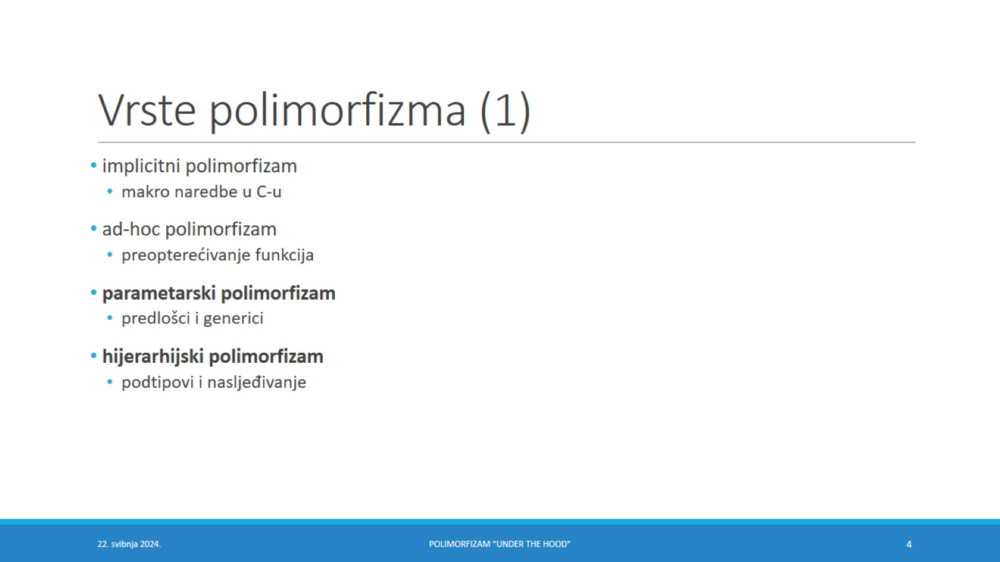 Vrste polimorfizma (1)
• implicitni polimorfizam
• makro naredbe u C-u
• ad-hoc polimorfizam
• preopterećivanje funkcija
• parametarski polimorfizam
• predlošci i generici
• hijerarhijski polimorfizam
• podtipovi i nasljeđivanje
22. svibnja 2024.
POLIMORFIZAM "UNDER THE HOOD"
4